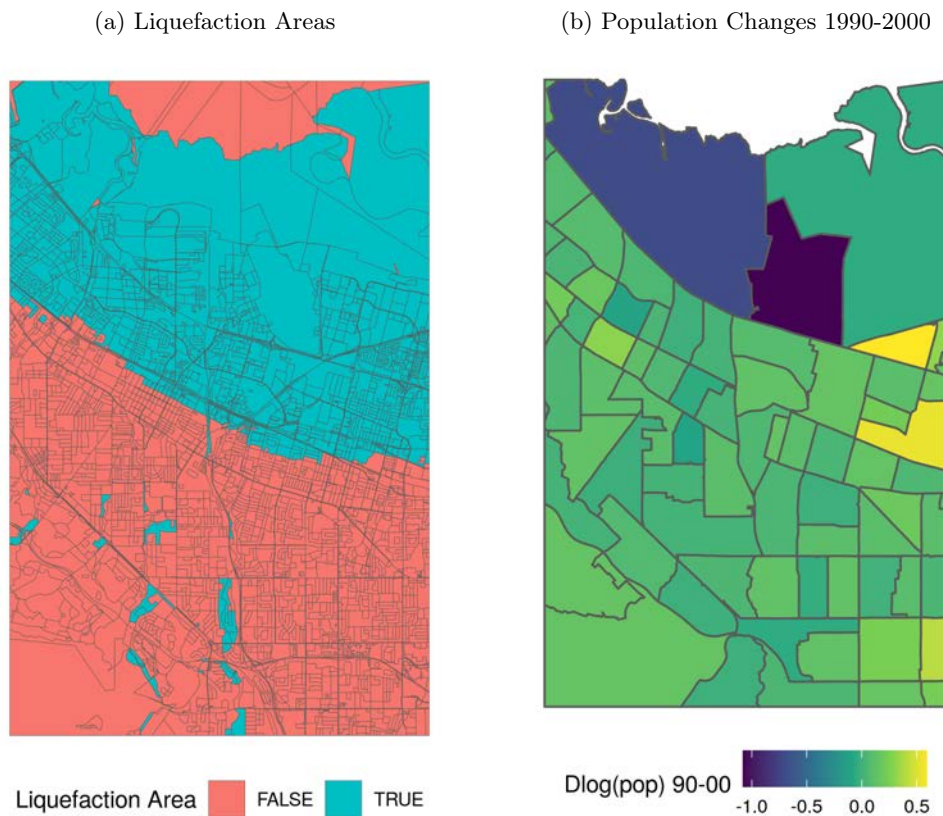 (a) Liquefaction Areas
(b) Population Changes 1990-2000
Liquefaction Area FALSE TRUE
Dlog(pop) 90-00
-1.0 -0.5 0.0 0.5